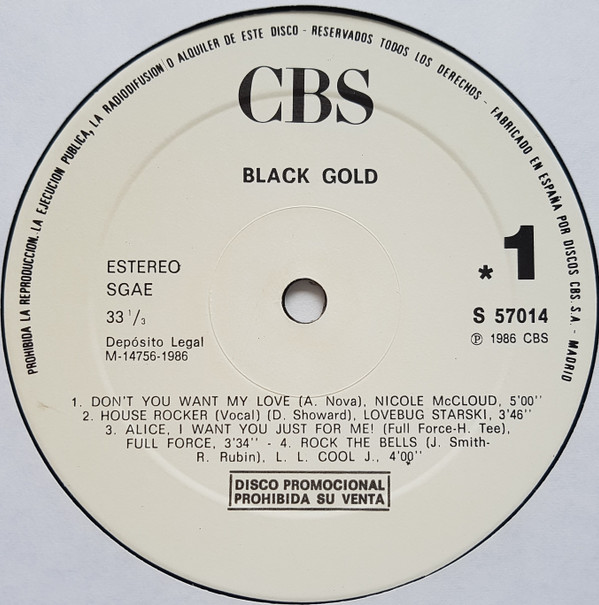 PROHIBIDA LA REPRODUCCION, LA EJECUCION PUBLICA, LA RADIODIFUSION O ALQUILER DE ESTE DISCO - RESERVADOS TODOS LOS DERECHOS - FABRICADO EN ESPAÑA POR DISCOS CBS. S.A. - MADRID
CBS
BLACK GOLD
ESTEREO
SGAE
33 1/3
Depósito Legal
M-14756-1986
*1
S 57014
℗ 1986 CBS
1. DON'T YOU WANT MY LOVE (A. Nova), NICOLE McCLOUD, 5'00''
2. HOUSE ROCKER (Vocal) (D. Showard), LOVEBUG STARSKI, 3'46''
3. ALICE, I WANT YOU JUST FOR ME! (Full Force-H. Tee),
FULL FORCE, 3'34'' - 4. ROCK THE BELLS (J. Smith-
R. Rubin), L. L. COOL J., 4'00''
DISCO PROMOCIONAL
PROHIBIDA SU VENTA